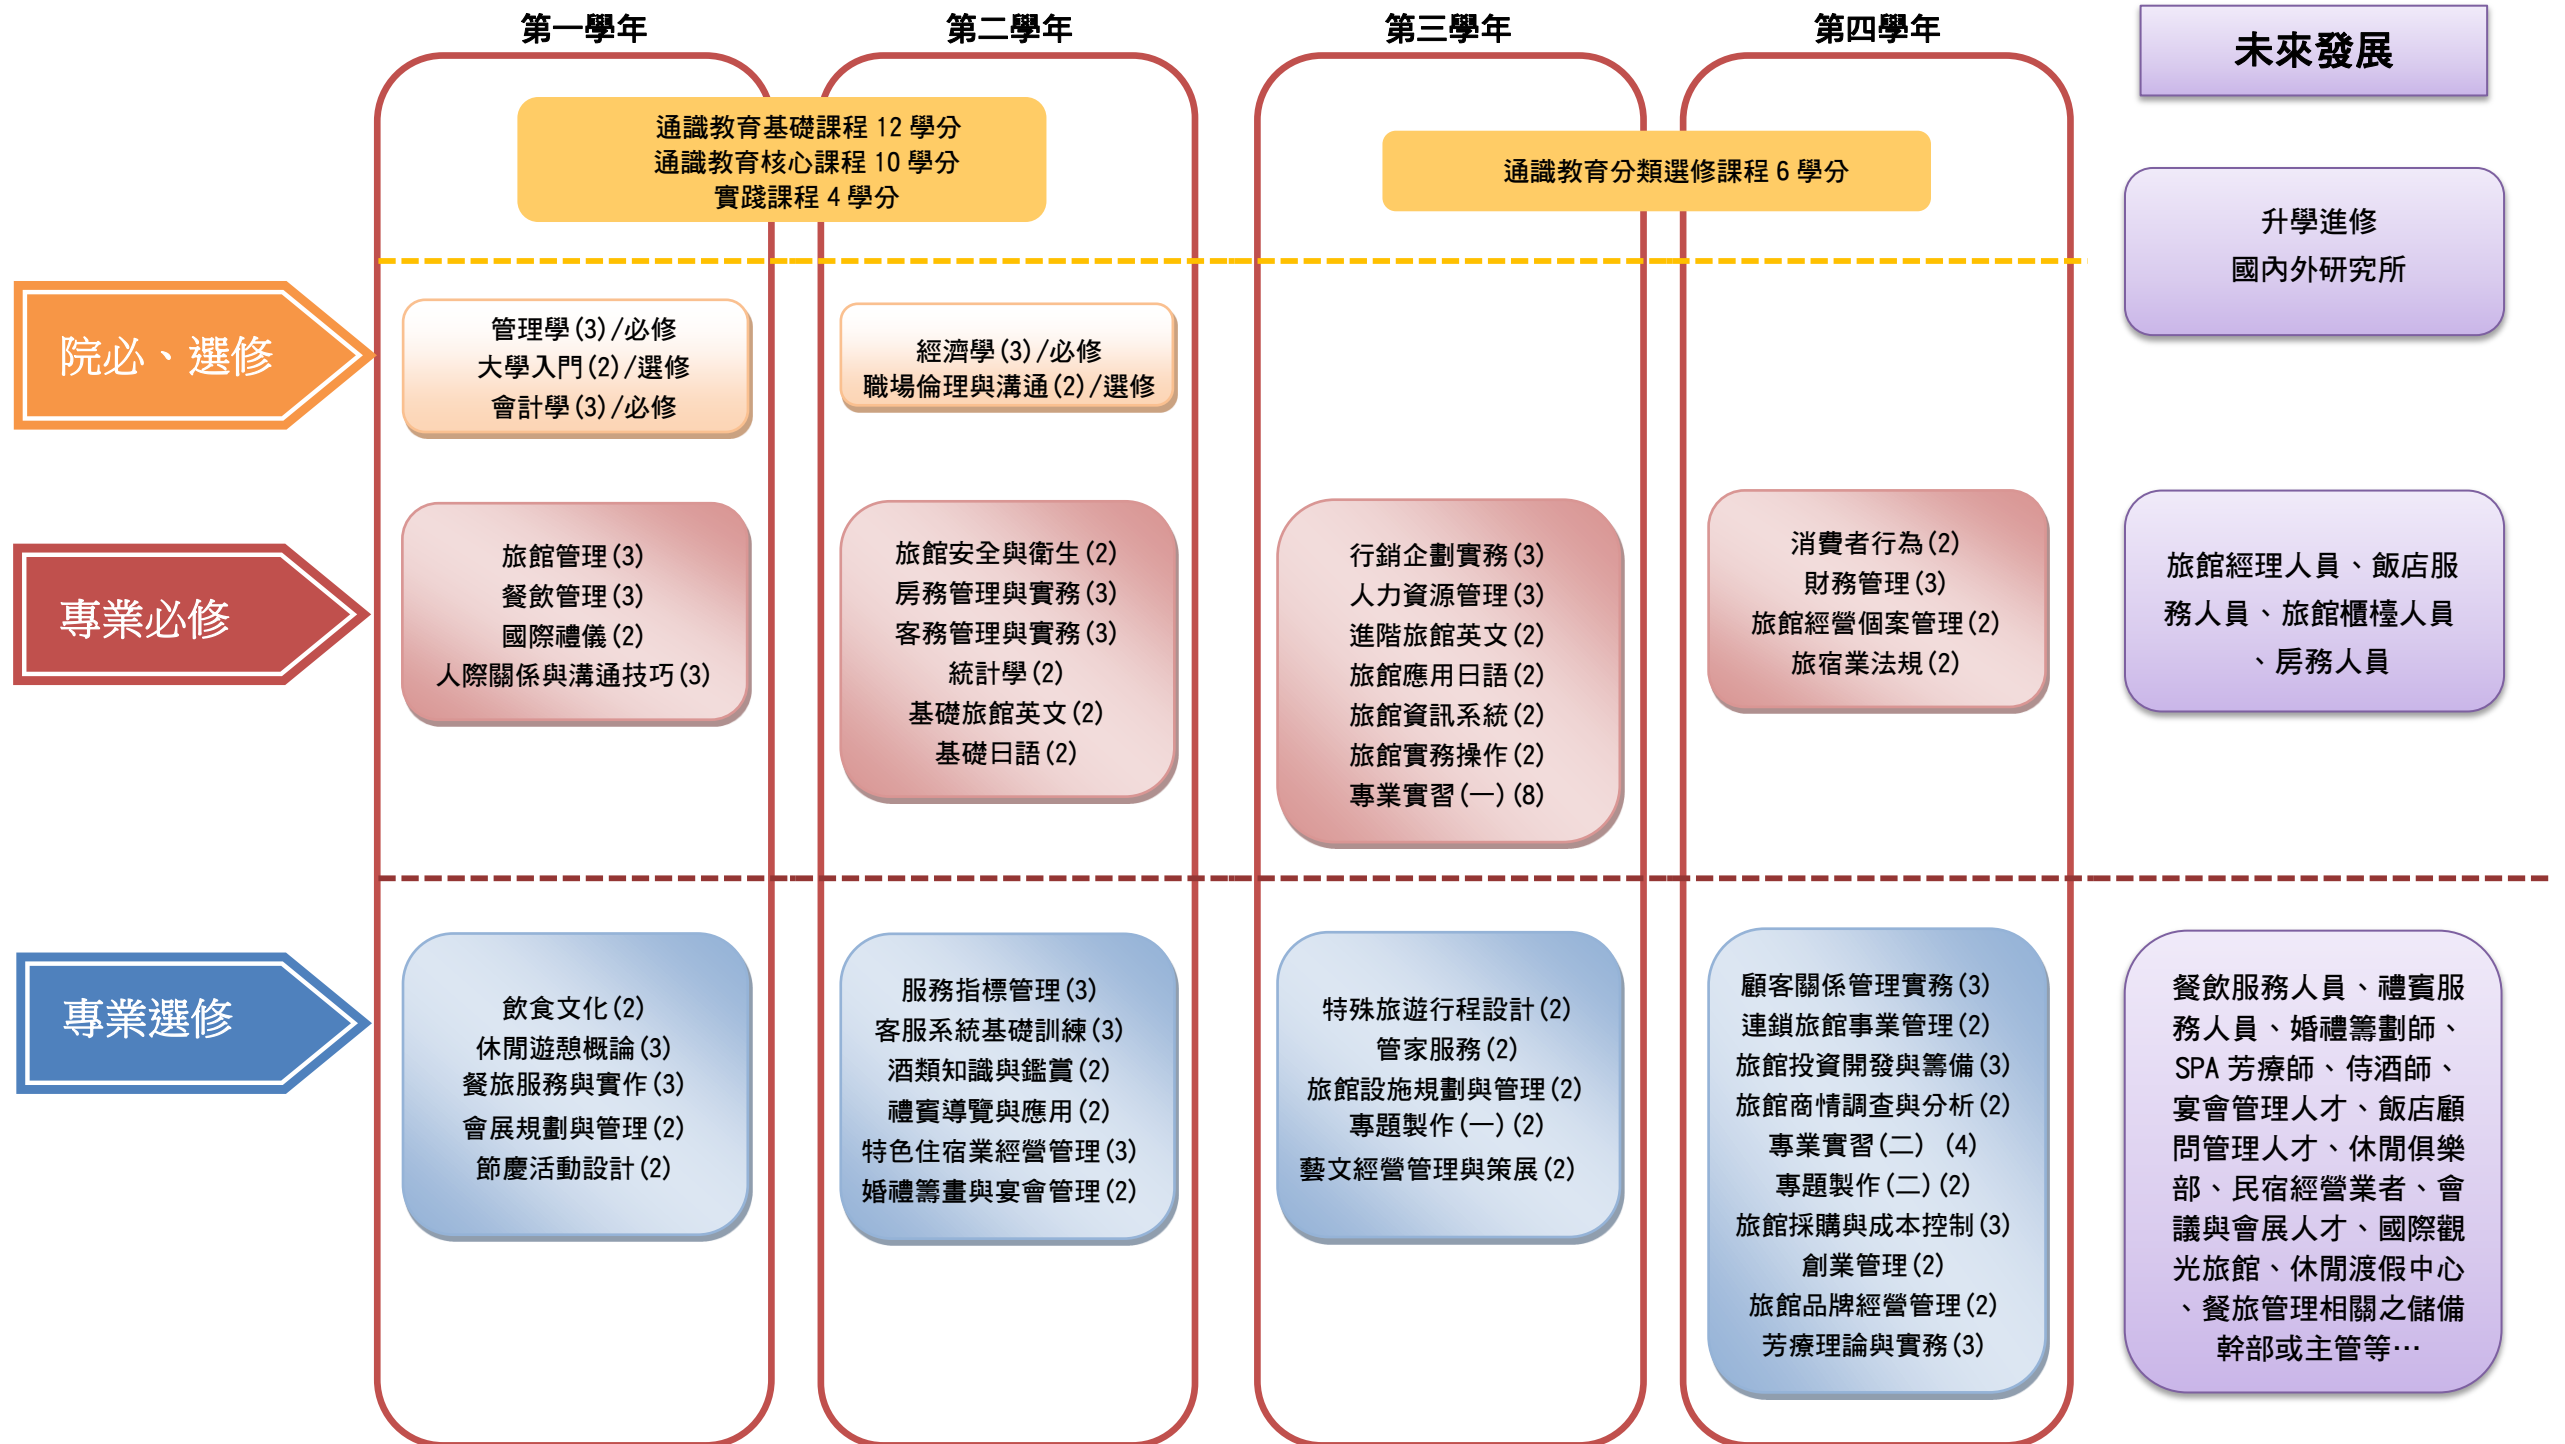 第一學年
第二學年
第三學年
第四學年
未來發展
通識教育基礎課程 12 學分
通識教育核心課程 10 學分
實踐課程 4 學分
通識教育分類選修課程 6 學分
升學進修
國內外研究所
院必、選修
管理學(3)/必修
大學入門(2)/選修
會計學(3)/必修
經濟學(3)/必修
職場倫理與溝通(2)/選修
專業必修
旅館管理(3)
餐飲管理(3)
國際禮儀(2)
人際關係與溝通技巧(3)
旅館安全與衛生(2)
房務管理與實務(3)
客務管理與實務(3)
統計學(2)
基礎旅館英文(2)
基礎日語(2)
行銷企劃實務(3)
人力資源管理(3)
進階旅館英文(2)
旅館應用日語(2)
旅館資訊系統(2)
旅館實務操作(2)
專業實習(一)(8)
消費者行為(2)
財務管理(3)
旅館經營個案管理(2)
旅宿業法規(2)
旅館經理人員、飯店服
務人員、旅館櫃檯人員
、房務人員
專業選修
飲食文化(2)
休閒遊憩概論(3)
餐旅服務與實作(3)
會展規劃與管理(2)
節慶活動設計(2)
服務指標管理(3)
客服系統基礎訓練(3)
酒類知識與鑑賞(2)
禮賓導覽與應用(2)
特色住宿業經營管理(3)
婚禮籌畫與宴會管理(2)
特殊旅遊行程設計(2)
管家服務(2)
旅館設施規劃與管理(2)
專題製作(一)(2)
藝文經營管理與策展(2)
顧客關係管理實務(3)
連鎖旅館事業管理(2)
旅館投資開發與籌備(3)
旅館商情調查與分析(2)
專業實習(二) (4)
專題製作(二)(2)
旅館採購與成本控制(3)
創業管理(2)
旅館品牌經營管理(2)
芳療理論與實務(3)
餐飲服務人員、禮賓服
務人員、婚禮籌劃師、
SPA 芳療師、侍酒師、
宴會管理人才、飯店顧
問管理人才、休閒俱樂
部、民宿經營業者、會
議與會展人才、國際觀
光旅館、休閒渡假中心
、餐旅管理相關之儲備
幹部或主管等…